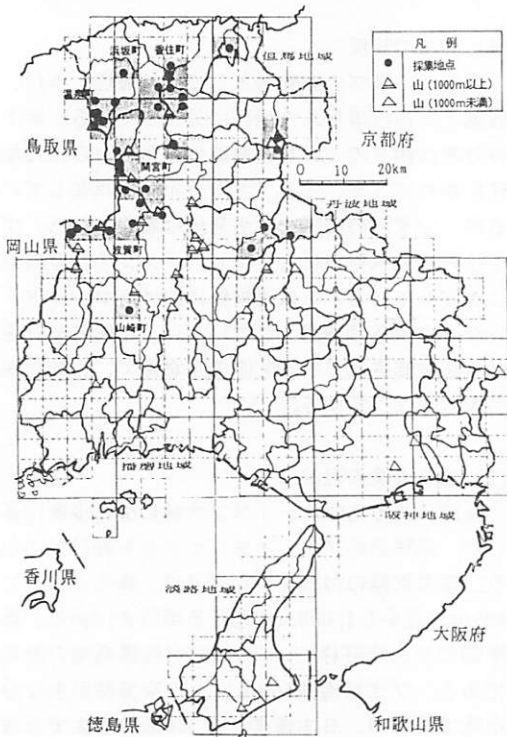 浜坂町 香住町
但馬地域
温泉町
凡例
採集地点
山(1000m以上)
山(1000m未満)
鳥取県
京都府
関宮町
0 10 20km
丹波地域
岡山県
波賀町
山崎町
播磨地域
阪神地域
香川県
淡路地域
大阪府
徳島県
和歌山県